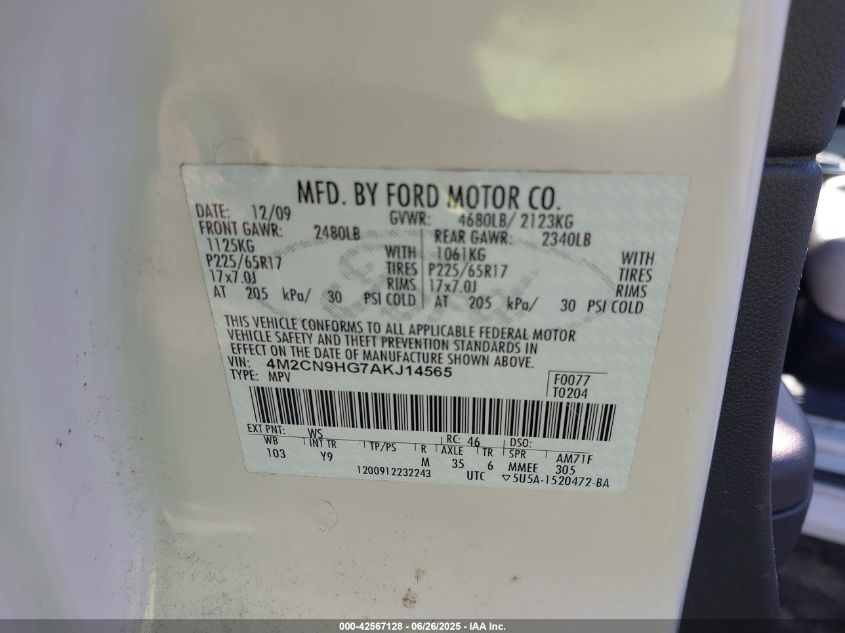 MFD. BY FORD MOTOR CO.
DATE: 12/09 GVWR: 4680LB/ 2123KG
FRONT GAWR: 2480LB REAR GAWR: 2340LB
1125KG WITH 1061KG WITH
P225/65R17 TIRES P225/65R17 TIRES
17x7.0J RIMS 17x7.0J RIMS
AT 205 kPa/ 30 PSI COLD AT 205 kPa/ 30 PSI COLD
THIS VEHICLE CONFORMS TO ALL APPLICABLE FEDERAL MOTOR
VEHICLE SAFETY AND THEFT PREVENTION STANDARDS IN
EFFECT ON THE DATE OF MANUFACTURE SHOWN ABOVE.
VIN: 4M2CN9HG7AKJ14565
TYPE: MPV
F0077
T0204
EXT PNT: WS RC: 46 DSO:
WB INT TR TP/PS R AXLE TR SPR AM71F
103 Y9 M 35 6 MMEE 305
1200912232243 UTC ▽5U5A-1520472-BA
000-42567128 - 06/26/2025 - IAA Inc.